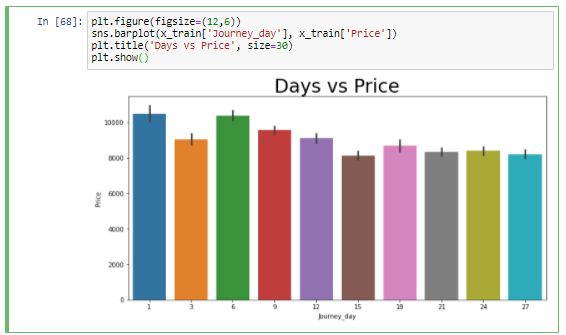 In [68]: plt.figure(figsize=(12,6))
sns.barplot(x_train['Journey_day'], x_train['Price'])
plt.title('Days vs Price', size=30)
plt.show()
Days vs Price
10000
8000
6000
4000
2000
0
Price
1 3 6 9 12 15 18 21 24 27
Journey_day